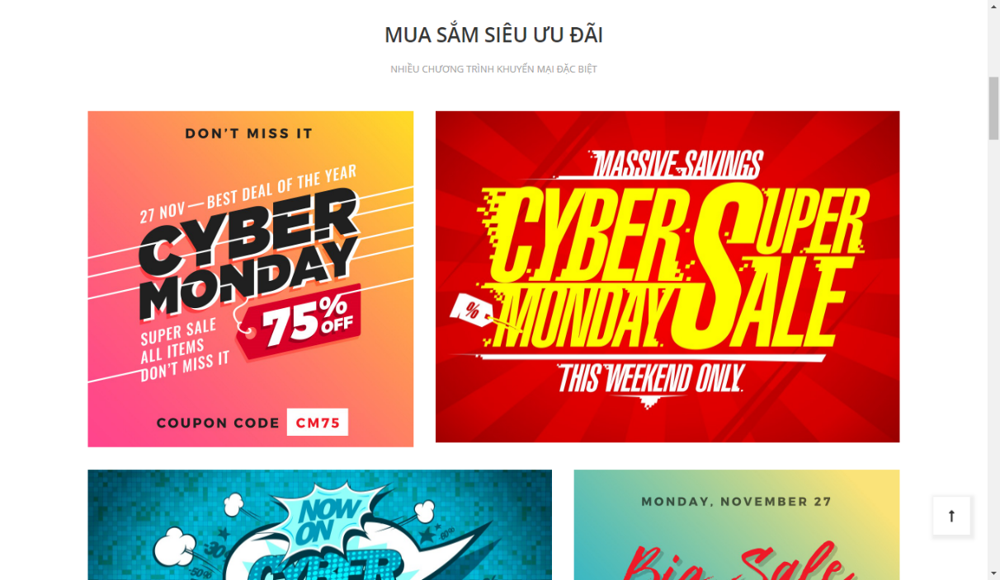 MUA SẮM SIÊU ƯU ĐÃI
NHIỀU CHƯƠNG TRÌNH KHUYẾN MẠI ĐẶC BIỆT
DON'T MISS IT
27 NOV — BEST DEAL OF THE YEAR
CYBER
MONDAY
75% OFF
SUPER SALE
ALL ITEMS
DON'T MISS IT
COUPON CODE CM75
MASSIVE SAVINGS
CYBER SUPER
MONDAY SALE
%
THIS WEEKEND ONLY.
NOW
ON
-30%
-50%
-60%
CYBER
MONDAY, NOVEMBER 27
Big Sale